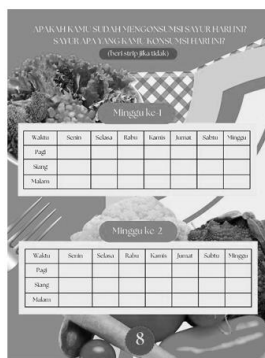 APAKAH KAMU SUDAH MENGONSUMSI SAYUR HARI INI?
SAYUR APA YANG KAMU KONSUMSI HARI INI?
(beri strip jika tidak)
Minggu ke-1
Waktu Senin Selasa Rabu Kamis Jumat Sabtu Minggu
Pagi
Siang
Malam
Minggu ke-2
Waktu Senin Selasa Rabu Kamis Jumat Sabtu Minggu
Pagi
Siang
Malam
8